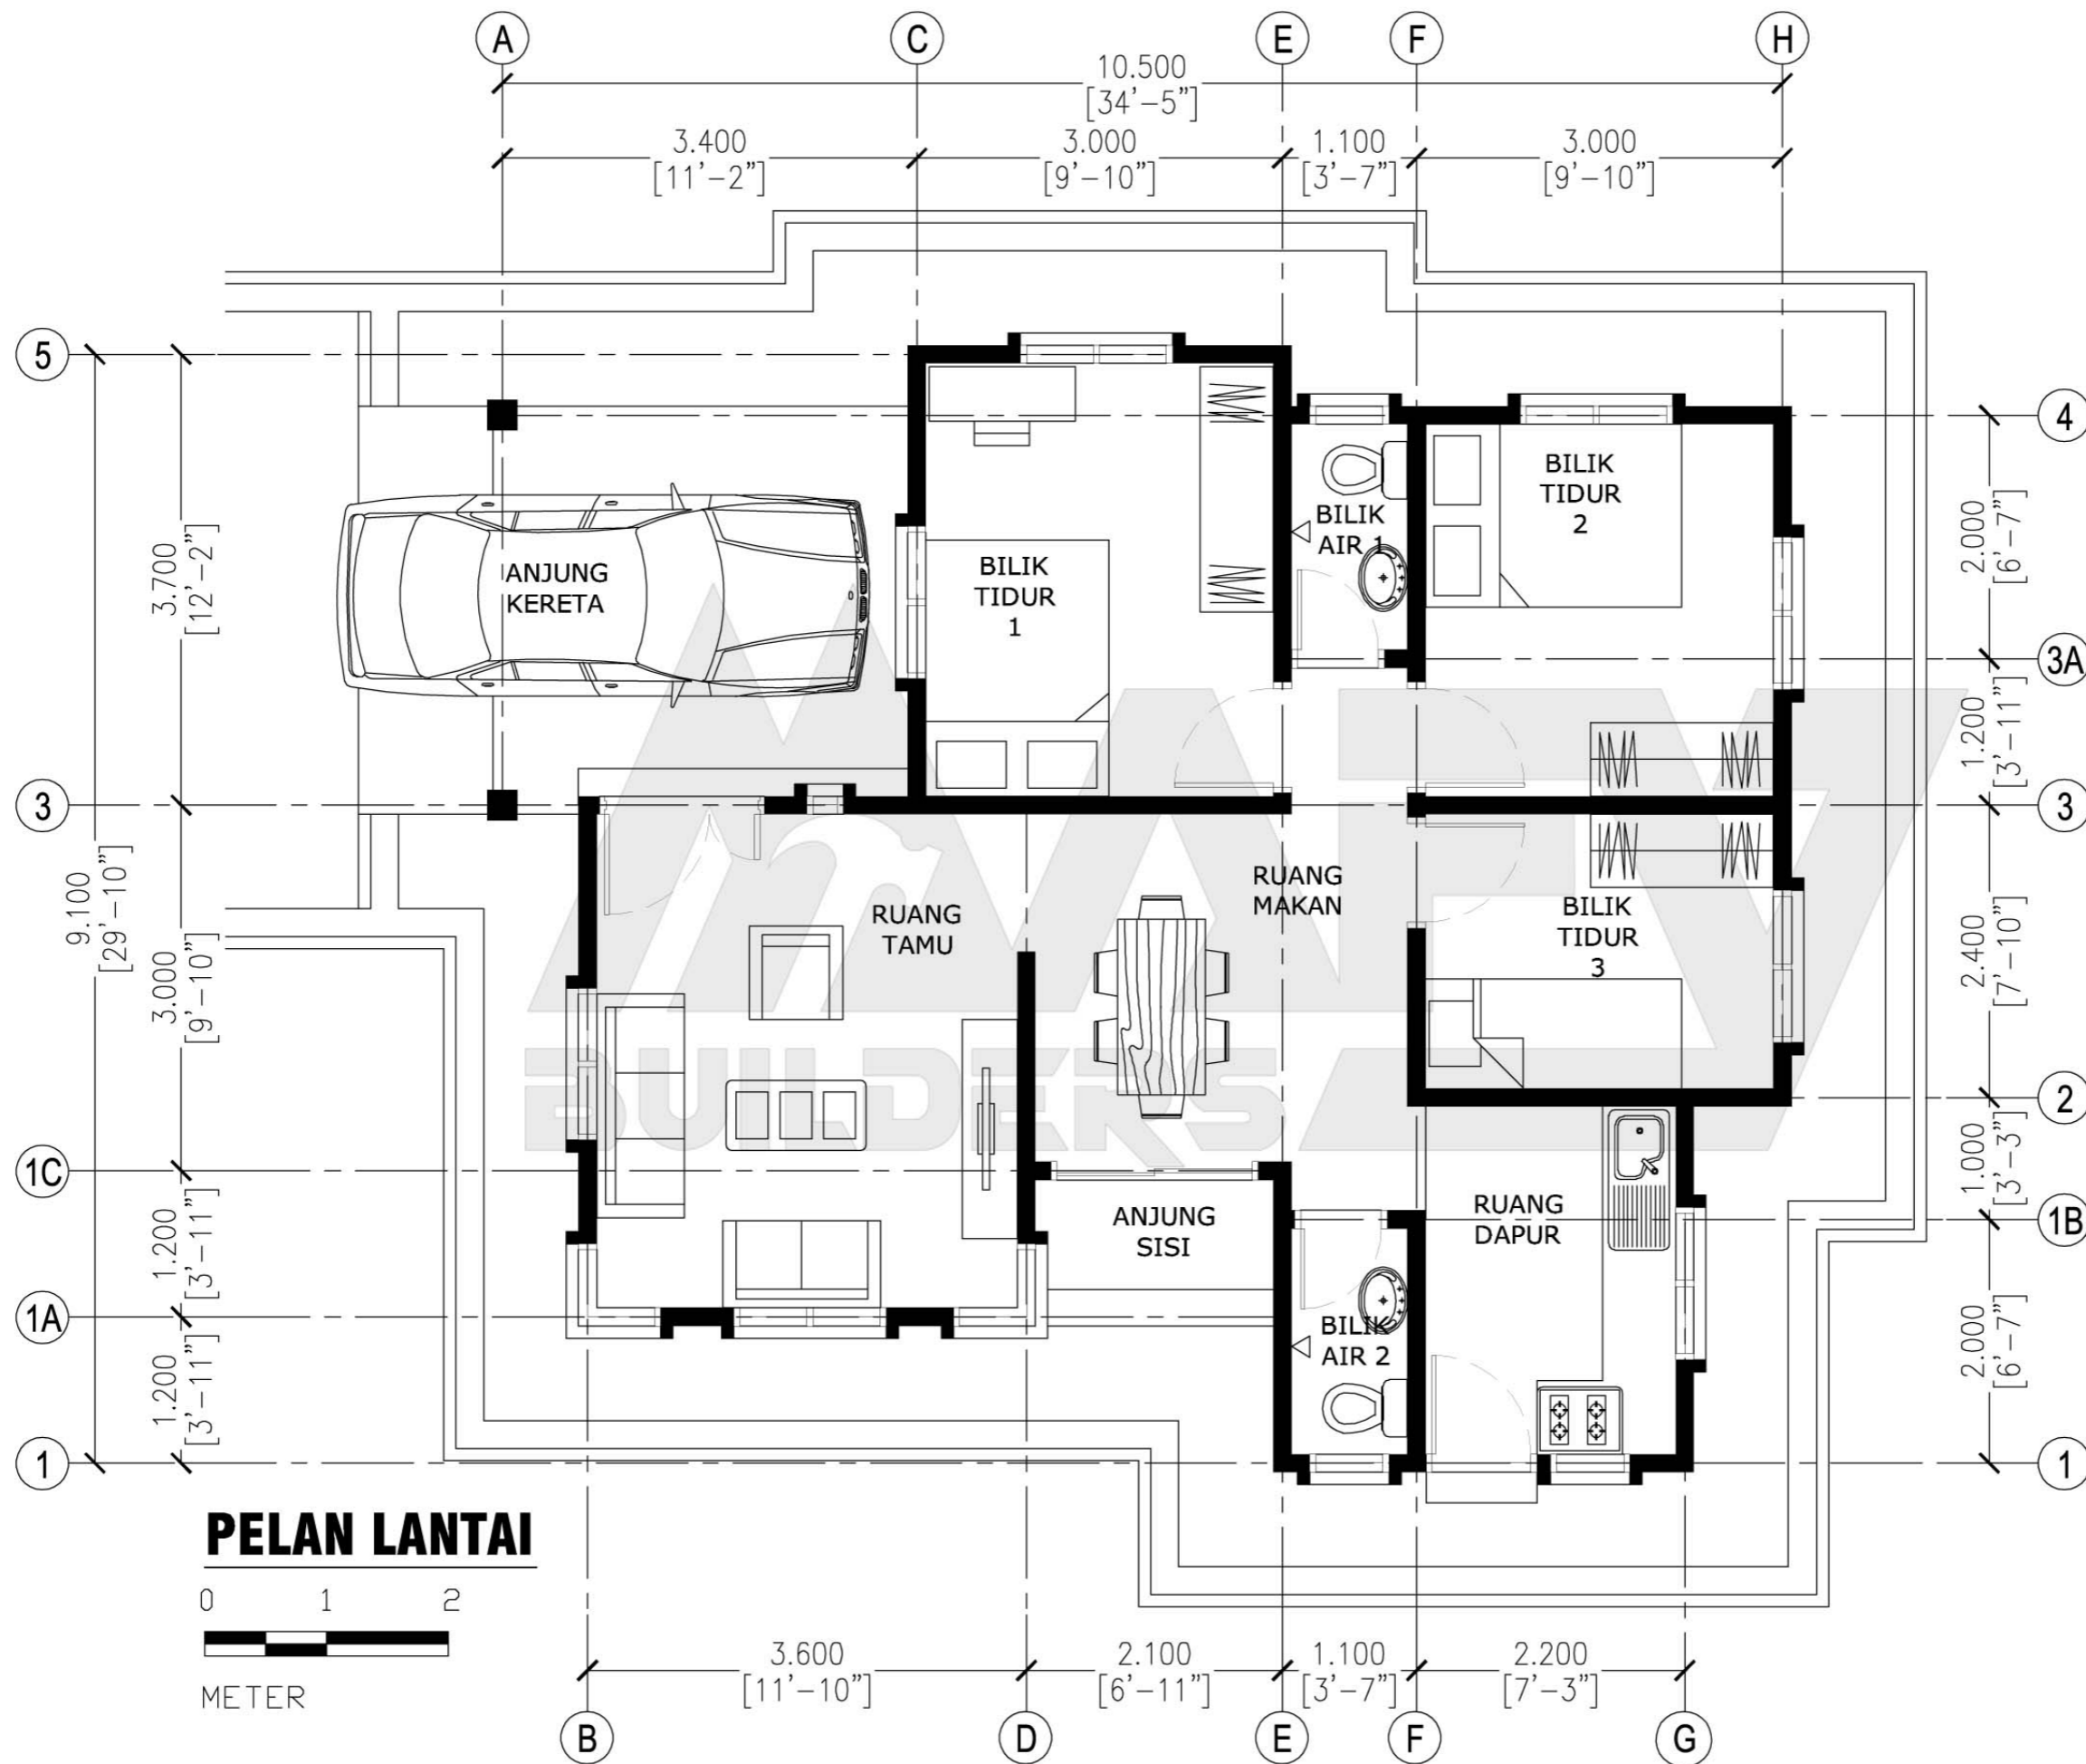 A
C
E
F
H
10.500
[34'-5"]
3.400
[11'-2"]
3.000
[9'-10"]
1.100
[3'-7"]
3.000
[9'-10"]
5
4
3.700
[12'-2"]
2.000
[6'-7"]
ANJUNG
KERETA
BILIK
TIDUR
1
BILIK
AIR 1
BILIK
TIDUR
2
3A
1.200
[3'-11"]
3
3
9.100
[29'-10"]
3.000
[9'-10"]
2.400
[7'-10"]
RUANG
TAMU
RUANG
MAKAN
BILIK
TIDUR
3
BUILDERS
2
1C
1.000
[3'-3"]
1.200
[3'-11"]
ANJUNG
SISI
RUANG
DAPUR
1B
1A
1.200
[3'-11"]
BILIK
AIR 2
2.000
[6'-7"]
1
1
PELAN LANTAI
0 1 2
METER
3.600
[11'-10"]
2.100
[6'-11"]
1.100
[3'-7"]
2.200
[7'-3"]
B
D
E
F
G